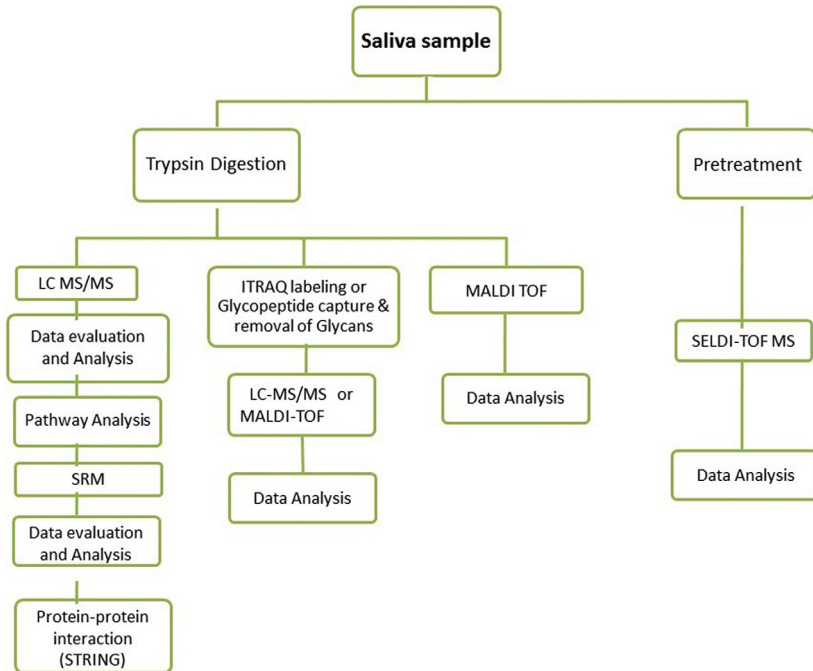 Saliva sample
Trypsin Digestion
Pretreatment
LC MS/MS
Data evaluation
and Analysis
Pathway Analysis
SRM
Data evaluation
and Analysis
Protein-protein
interaction
(STRING)
ITRAQ labeling or
Glycopeptide capture &
removal of Glycans
LC-MS/MS or
MALDI-TOF
Data Analysis
MALDI TOF
Data Analysis
SELDI-TOF MS
Data Analysis